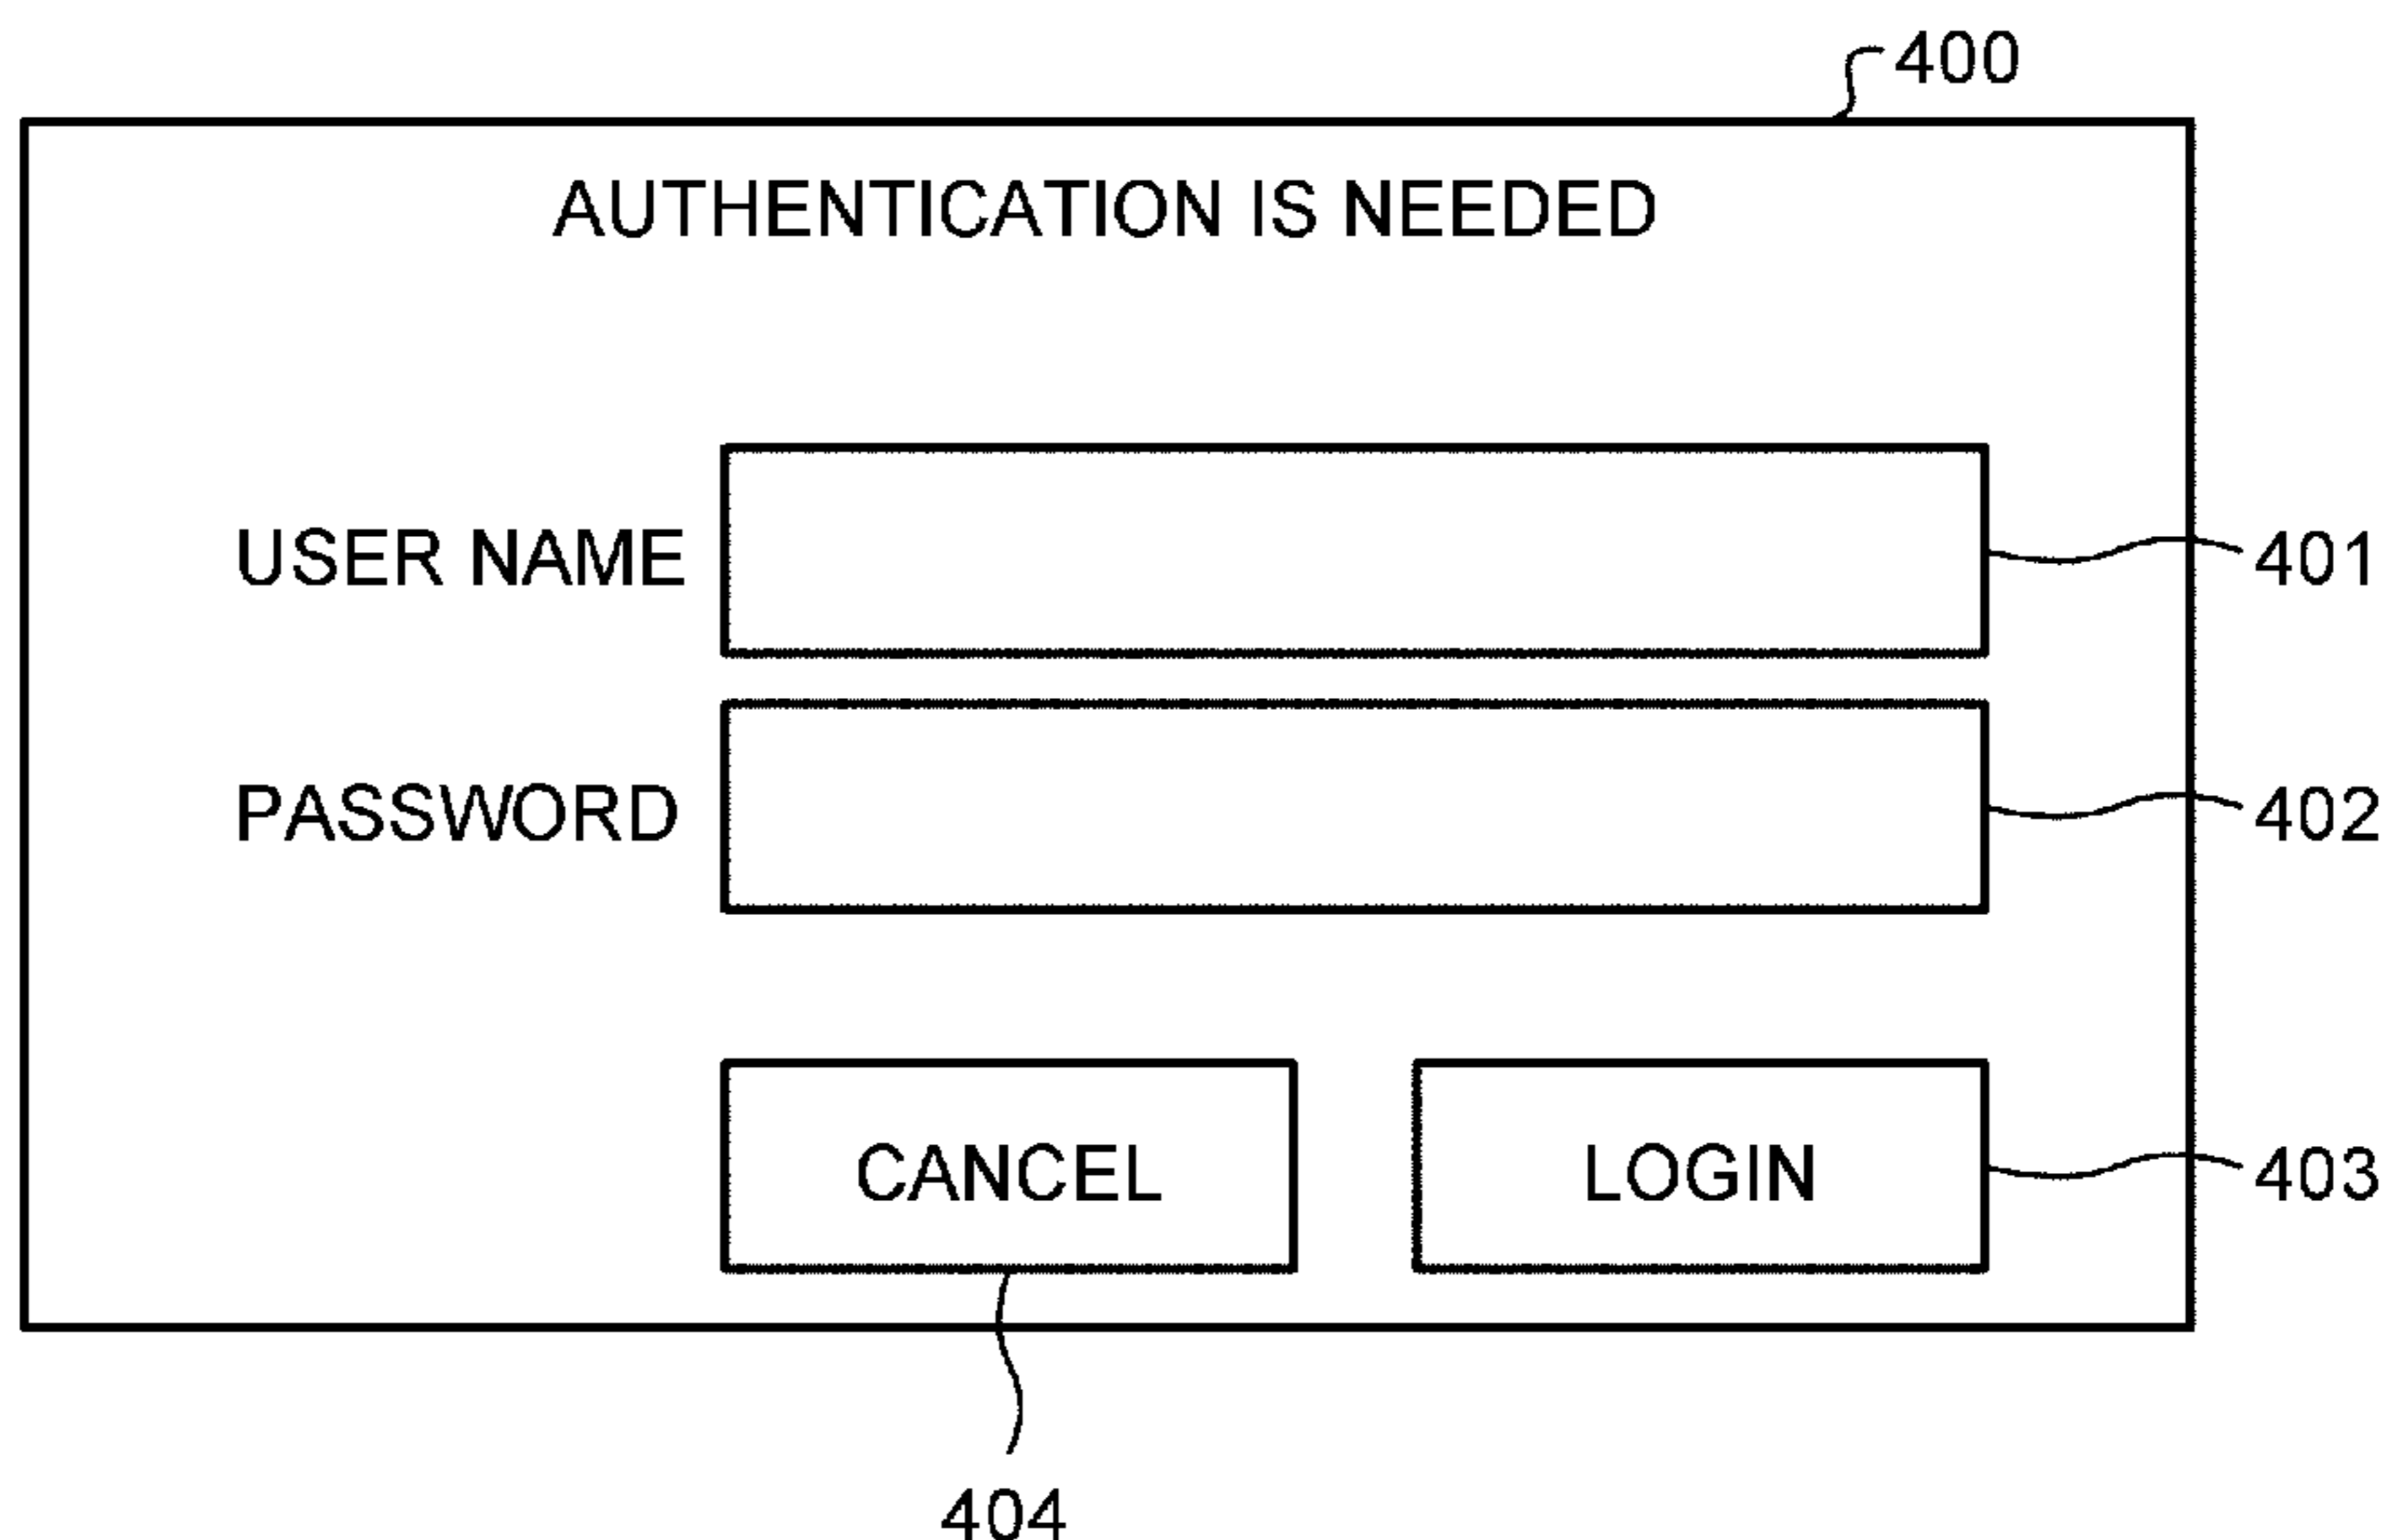 400
AUTHENTICATION IS NEEDED
USER NAME
401
PASSWORD
402
CANCEL
LOGIN
403
404